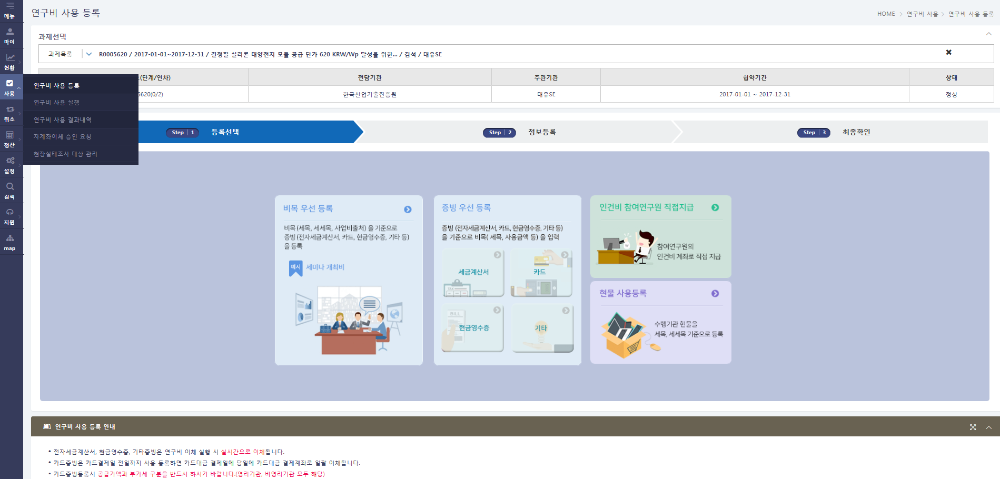 메뉴
마이
현황
사용
취소
정산
설정
검색
지원
map
연구비 사용 등록
HOME > 연구비 사용 > 연구비 사용 등록
과제선택
과제목록
R0005620 / 2017-01-01~2017-12-31 / 결정질 실리콘 태양전지 모듈 공급 단가 620 KRW/Wp 달성을 위한... / 김석 / 대유SE
(단계/연차) 전담기관 주관기관 협약기간 상태
5620(0/2) 한국산업기술진흥원 대유SE 2017-01-01 ~ 2017-12-31 정상
연구비 사용 등록
연구비 사용 실행
연구비 사용 결과내역
자계좌이체 승인 요청
현장실태조사 대상 관리
Step | 1 등록선택
Step | 2 정보등록
Step | 3 최종확인
비목 우선 등록
비목 (세목, 세세목, 사업비출처) 을 기준으로
증빙 (전자세금계산서, 카드, 현금영수증, 기타 등)
을 등록
예시 세미나 개최비
증빙 우선 등록
증빙 (전자세금계산서, 카드, 현금영수증, 기타 등)
을 기준으로 비목( 세목, 사용금액 등) 을 입력
세금계산서
TAX
카드
BILL
현금영수증
기타
인건비 참여연구원 직접지급
참여연구원의
인건비 계좌로 직접 지급
현물 사용등록
수행기관 현물을
세목, 세세목 기준으로 등록
연구비 사용 등록 안내
• 전자세금계산서, 현금영수증, 기타증빙은 연구비 이체 실행 시 실시간으로 이체됩니다.
• 카드증빙은 카드결제일 전일까지 사용 등록하면 카드대금 결제일에 당일에 카드대금 결제계좌로 일괄 이체됩니다.
• 카드증빙등록시 공급가액과 부가세 구분을 반드시 하시기 바랍니다.(영리기관, 비영리기관 모두 해당)